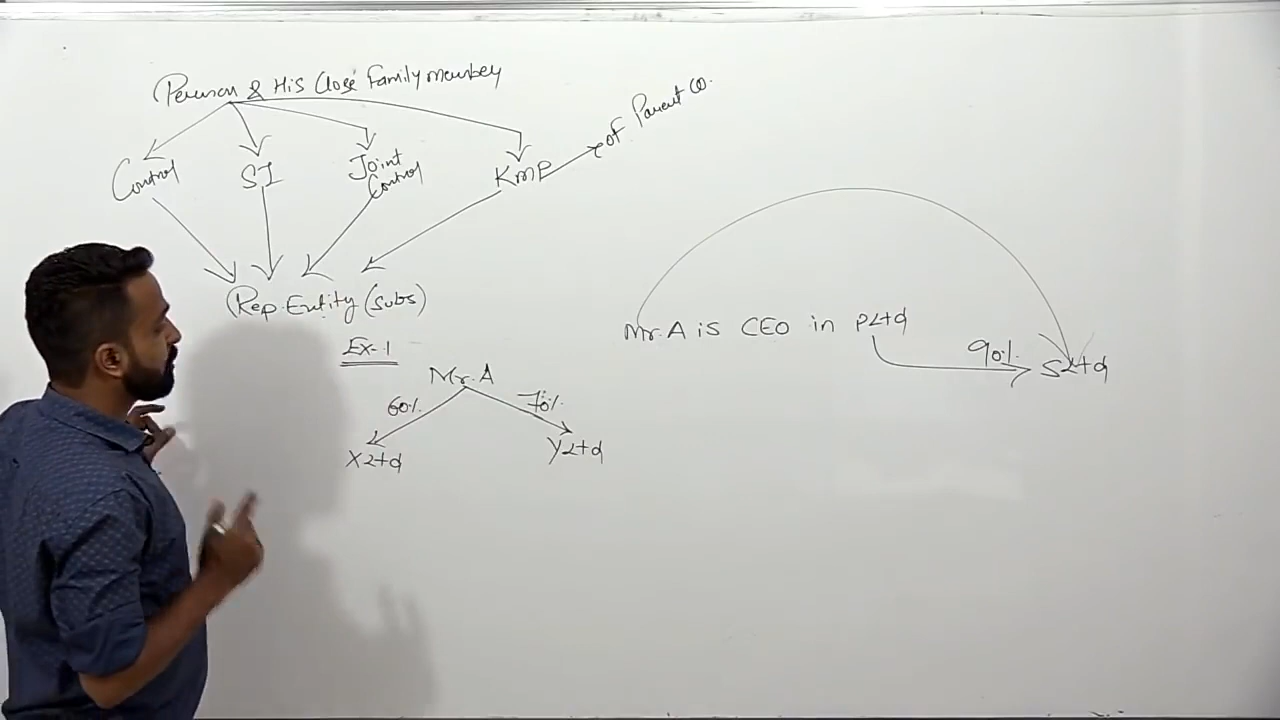 Person & His Close Family member
of Parent co.
Control SI Joint Control KMP
Rep. Entity (Subs)
Mr. A is CEO in P Ltd
90%
S Ltd
Ex-1
Mr. A
60% 70%
X Ltd Y Ltd